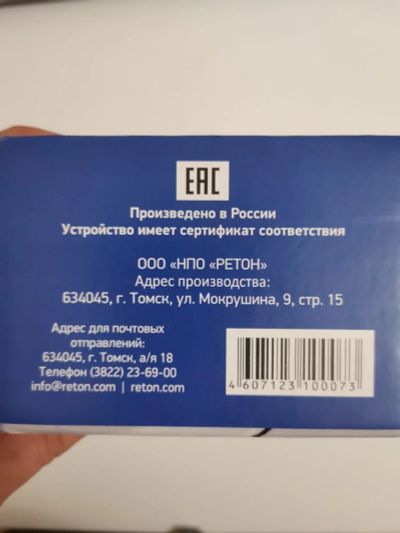 EAC
Произведено в России
Устройство имеет сертификат соответствия
ООО «НПО «РЕТОН»
Адрес производства:
634045, г. Томск, ул. Мокрушина, 9, стр. 15
Адрес для почтовых
отправлений:
634045, г. Томск, а/я 18
Телефон (3822) 23-69-00
info@reton.com | reton.com
4 607123 100073